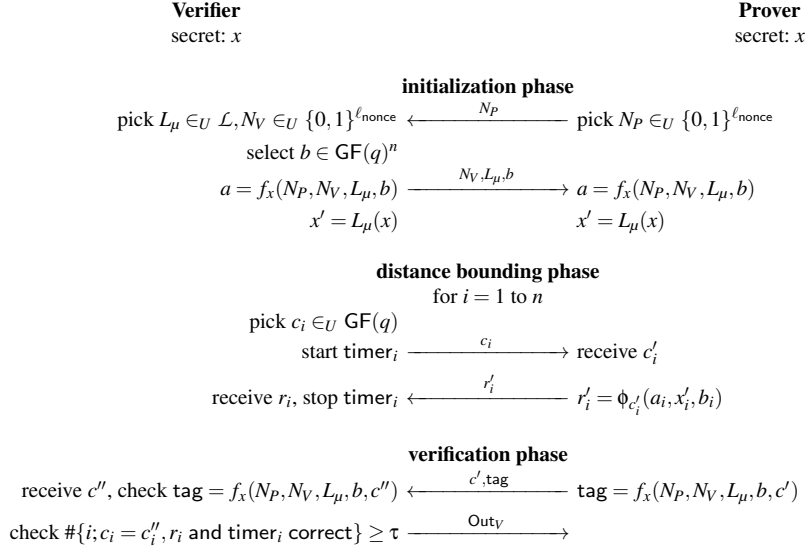 Verifier Prover
secret: x secret: x
initialization phase
pick L_μ ∈_U ℒ, N_V ∈_U {0,1}^{ℓ_nonce} ←N_P— pick N_P ∈_U {0,1}^{ℓ_nonce}
select b ∈ GF(q)^n
a = f_x(N_P, N_V, L_μ, b) —N_V, L_μ, b→ a = f_x(N_P, N_V, L_μ, b)
x′ = L_μ(x) x′ = L_μ(x)
distance bounding phase
for i = 1 to n
pick c_i ∈_U GF(q)
start timer_i —c_i→ receive c′_i
receive r_i, stop timer_i ←r′_i— r′_i = ϕ_{c′_i}(a_i, x′_i, b_i)
verification phase
receive c″, check tag = f_x(N_P, N_V, L_μ, b, c″) ←c′,tag— tag = f_x(N_P, N_V, L_μ, b, c′)
check #{i; c_i = c″_i, r_i and timer_i correct} ≥ τ —Out_V→